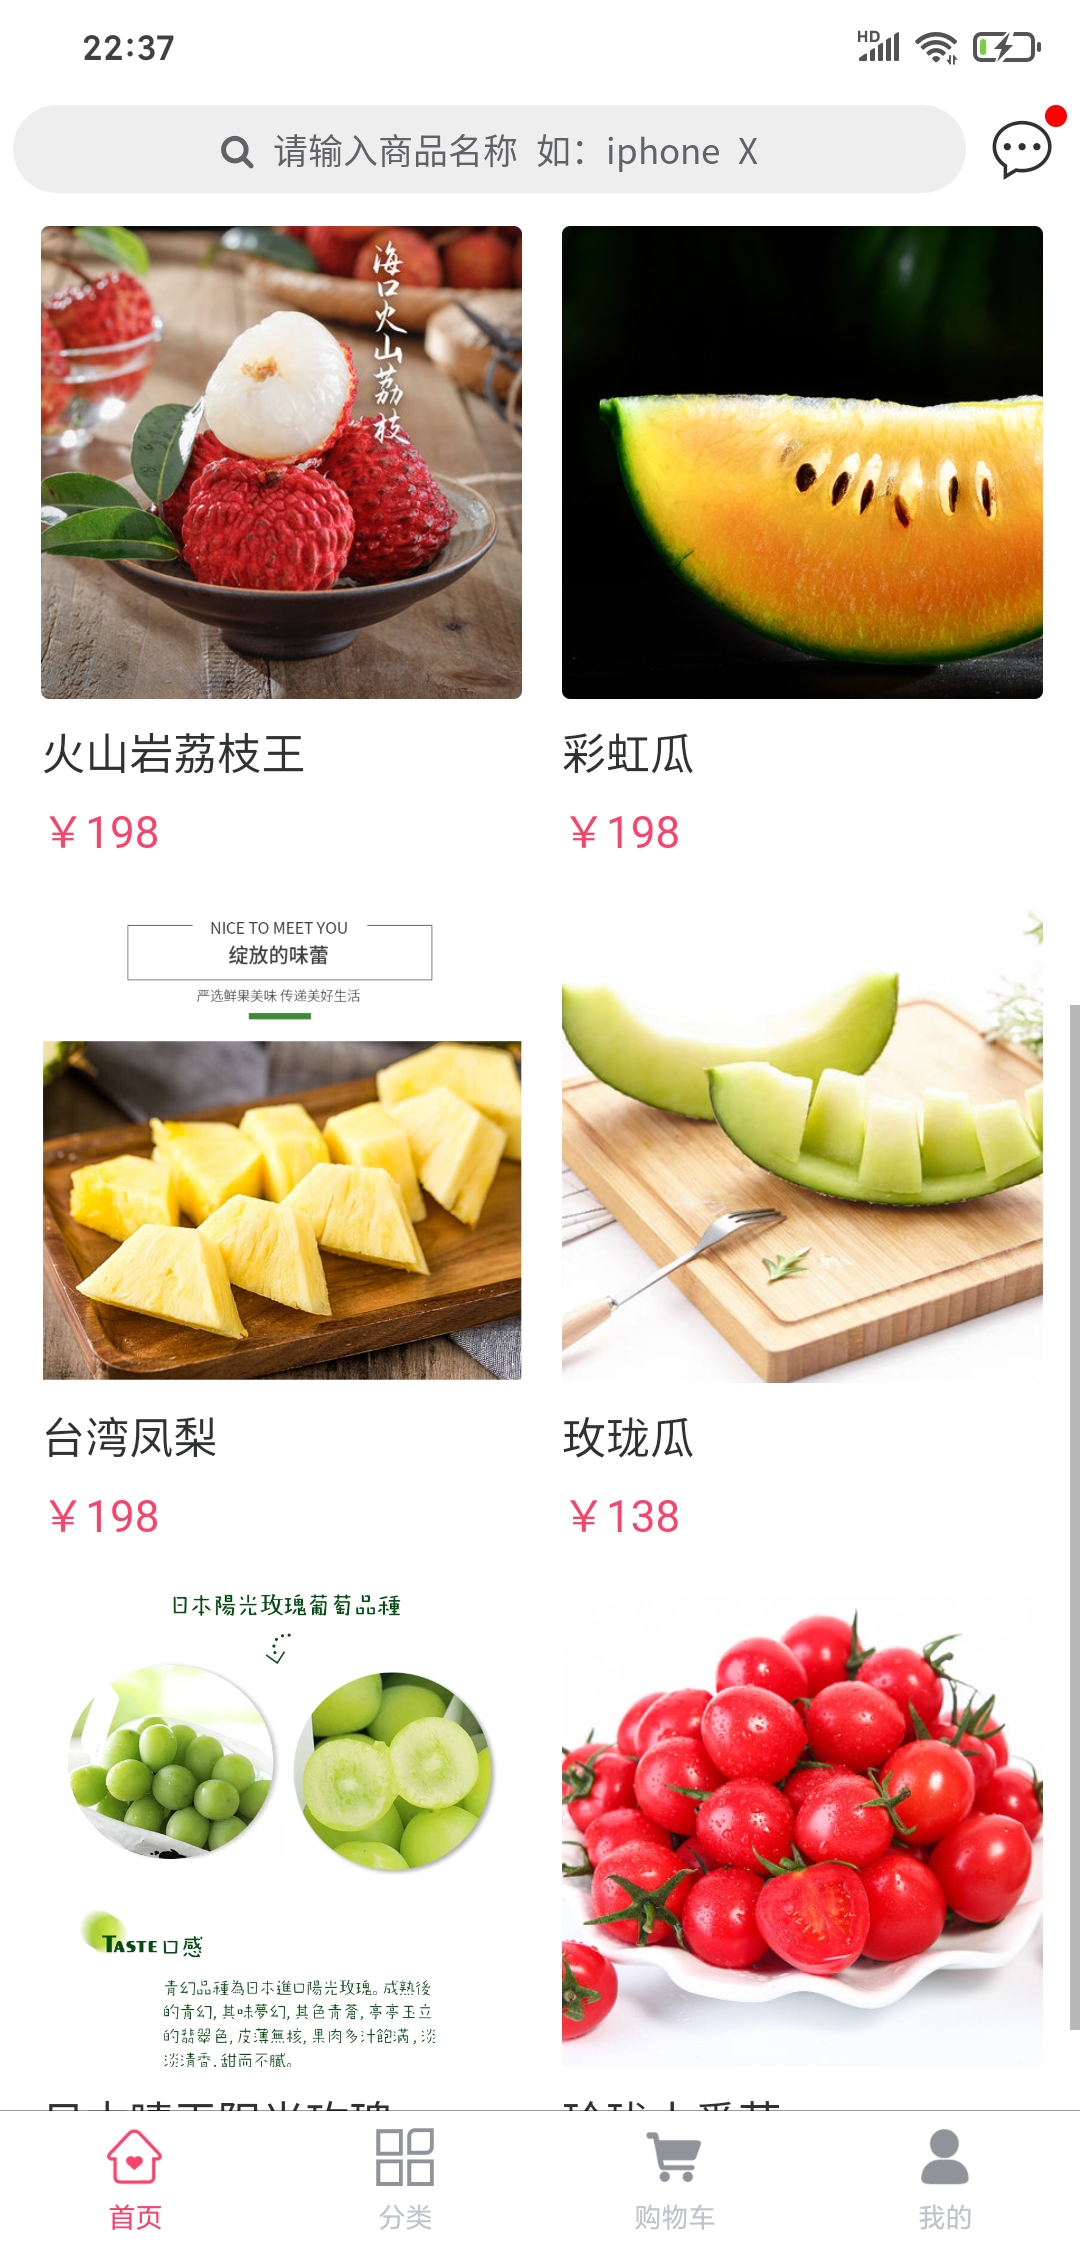 22:37
HD
请输入商品名称 如：iphone X
海口火山荔枝
火山岩荔枝王
￥198
彩虹瓜
￥198
NICE TO MEET YOU
绽放的味蕾
严选鲜果美味 传递美好生活
台湾凤梨
￥198
玫珑瓜
￥138
日本陽光玫瑰葡萄品種
TASTE 口感
青幻品種為日本進口陽光玫瑰。成熟後
的青幻，其味夢幻，其色青蒼，亭亭玉立
的翡翠色，皮薄無核，果肉多汁飽滿，淡
淡清香，甜而不膩。
首页
分类
购物车
我的